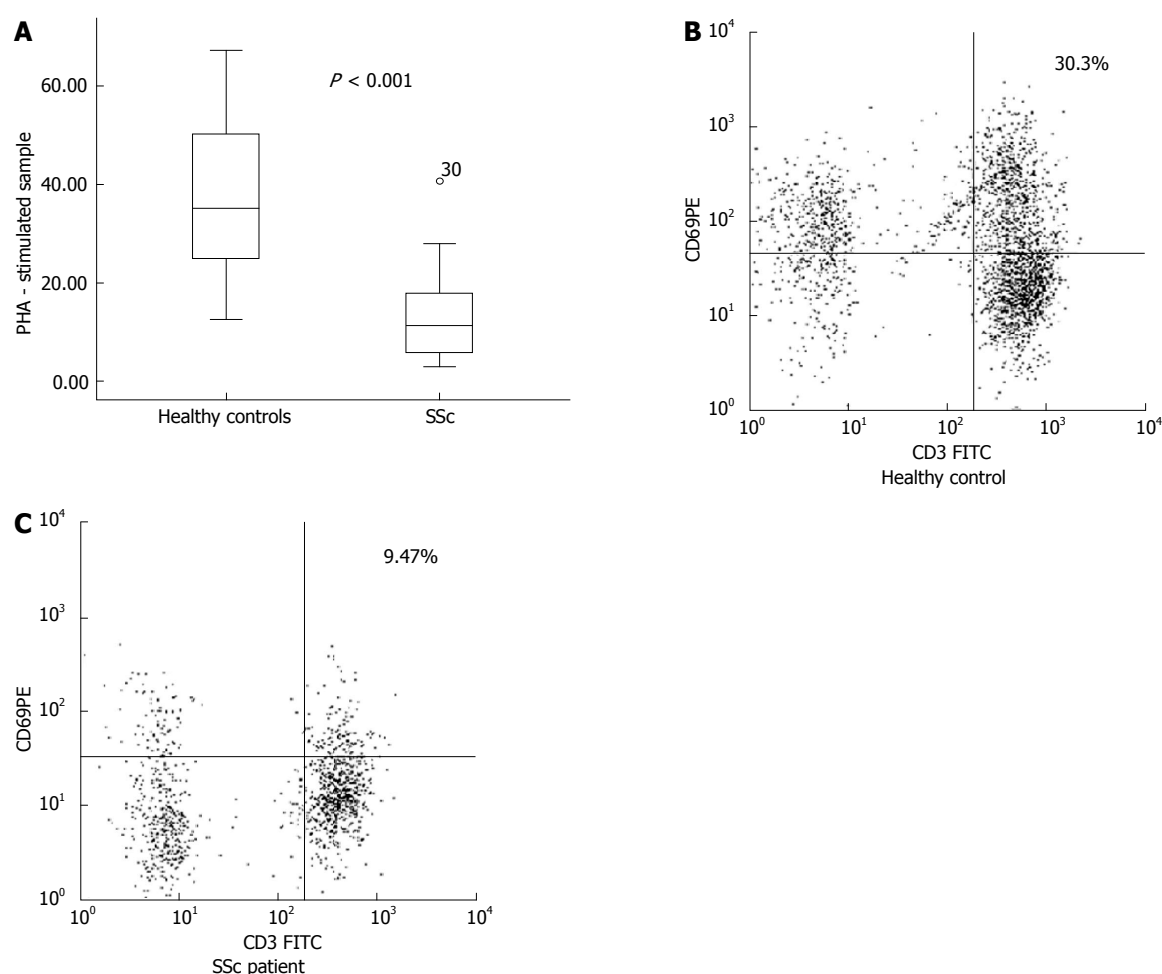 A
P < 0.001
60.00
40.00
20.00
0.00
30
PHA - stimulated sample
Healthy controls SSc
B
30.3%
10^4
10^3
10^2
10^1
10^0
CD69PE
10^0 10^1 10^2 10^3 10^4
CD3 FITC
Healthy control
C
9.47%
10^4
10^3
10^2
10^1
10^0
CD69PE
10^0 10^1 10^2 10^3 10^4
CD3 FITC
SSc patient